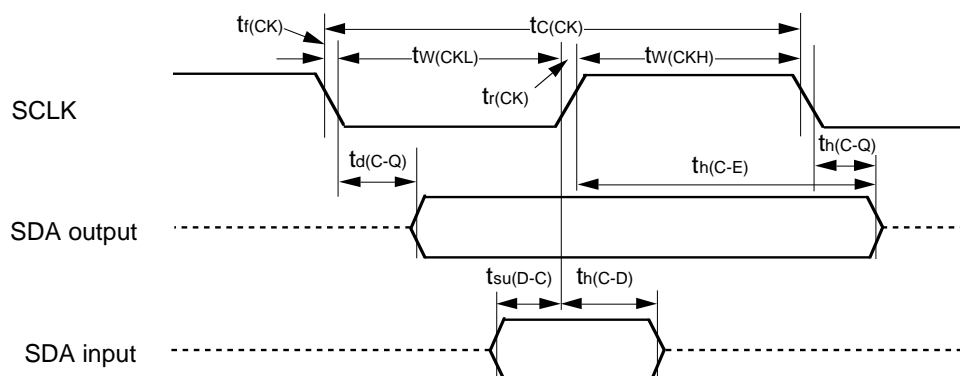 tf(CK)
tC(CK)
tW(CKL)
tW(CKH)
tr(CK)
SCLK
td(C-Q)
th(C-Q)
th(C-E)
SDA output
tsu(D-C)
th(C-D)
SDA input